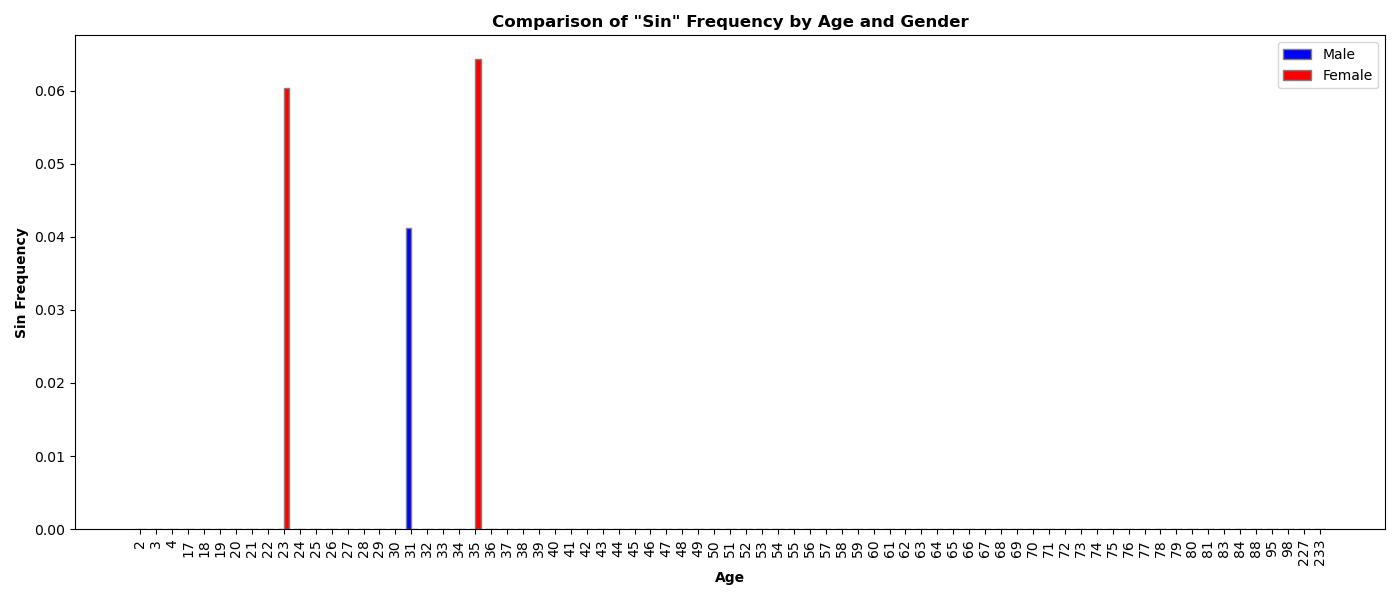 Comparison of "Sin" Frequency by Age and Gender
Male
Female
Sin Frequency
0.06
0.05
0.04
0.03
0.02
0.01
0.00
2 3 4 17 18 19 20 21 22 23 24 25 26 27 28 29 30 31 32 33 34 35 36 37 38 39 40 41 42 43 44 45 46 47 48 49 50 51 52 53 54 55 56 57 58 59 60 61 62 63 64 65 66 67 68 69 70 71 72 73 74 75 76 77 78 79 80 81 83 84 88 95 98 227 233
Age